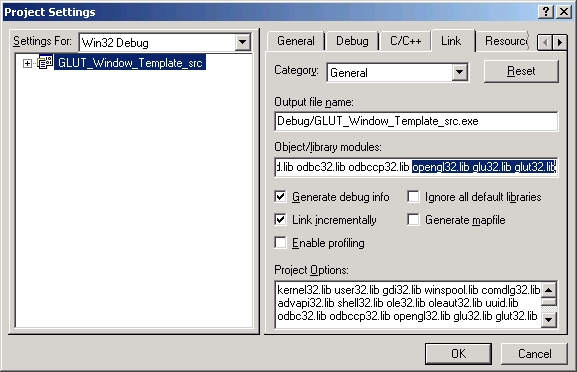 Project Settings
Settings For: Win32 Debug
GLUT_Window_Template_src
General Debug C/C++ Link Resource
Category: General Reset
Output file name:
Debug/GLUT_Window_Template_src.exe
Object/library modules:
.lib odbc32.lib odbccp32.lib opengl32.lib glu32.lib glut32.lib
Generate debug info Ignore all default libraries
Link incrementally Generate mapfile
Enable profiling
Project Options:
kernel32.lib user32.lib gdi32.lib winspool.lib comdlg32.lib
advapi32.lib shell32.lib ole32.lib oleaut32.lib uuid.lib
odbc32.lib odbccp32.lib opengl32.lib glu32.lib glut32.lib
OK Cancel